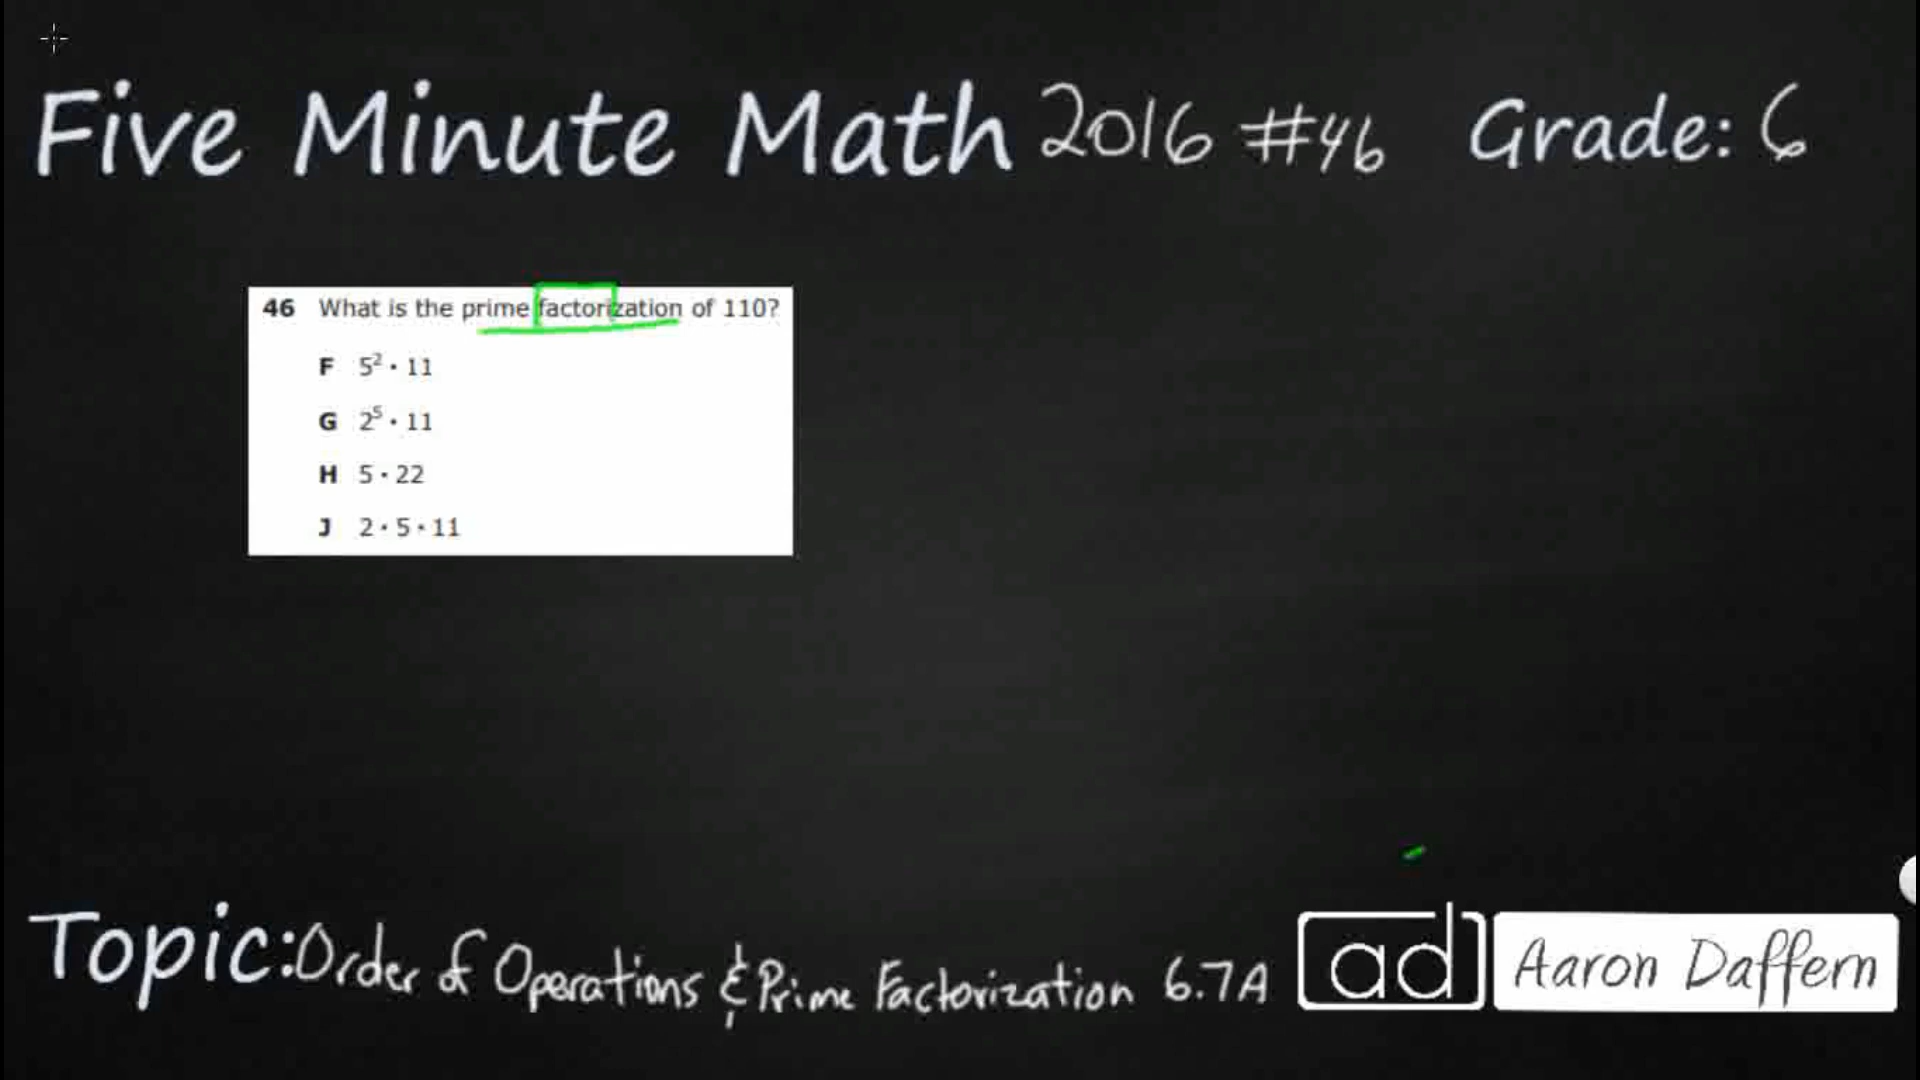 Five Minute Math 2016 #46 Grade: 6
46 What is the prime factorization of 110?
F 5² · 11
G 2⁵ · 11
H 5 · 22
J 2 · 5 · 11
Topic: Order of Operations & Prime Factorization 6.7A ad Aaron Daffern